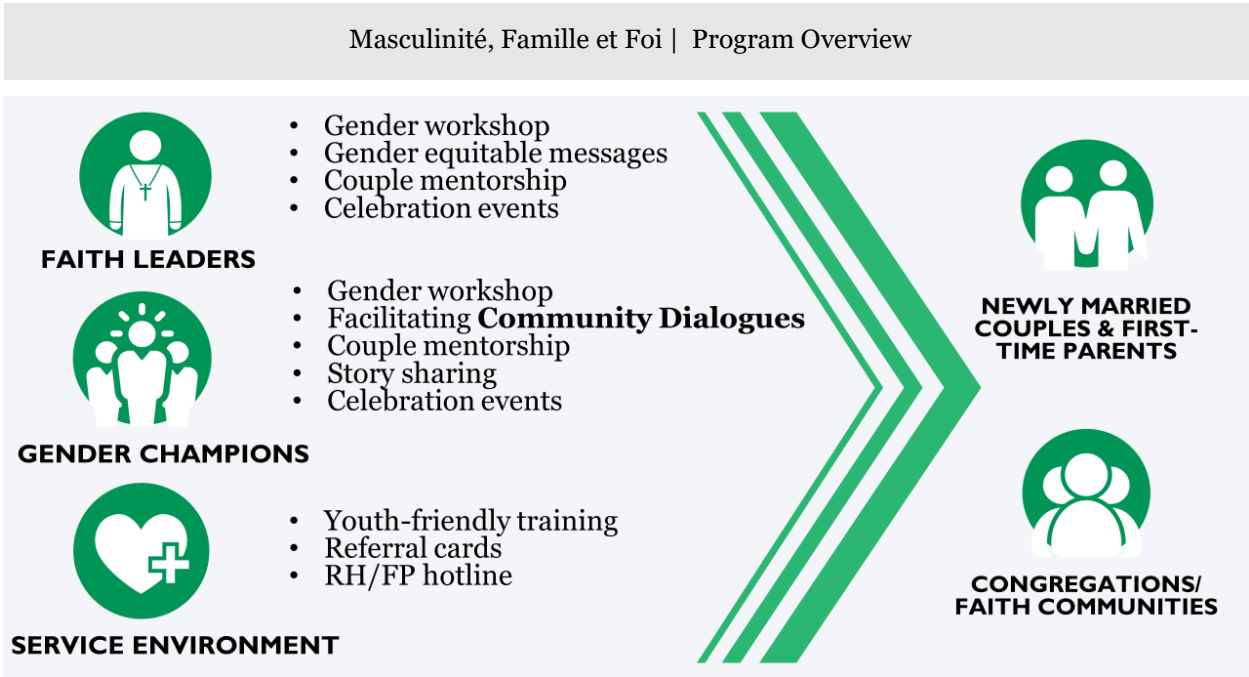 Masculinité, Famille et Foi | Program Overview
• Gender workshop
• Gender equitable messages
• Couple mentorship
• Celebration events
FAITH LEADERS
• Gender workshop
• Facilitating Community Dialogues
• Couple mentorship
• Story sharing
• Celebration events
GENDER CHAMPIONS
• Youth-friendly training
• Referral cards
• RH/FP hotline
SERVICE ENVIRONMENT
NEWLY MARRIED
COUPLES & FIRST-
TIME PARENTS
CONGREGATIONS/
FAITH COMMUNITIES